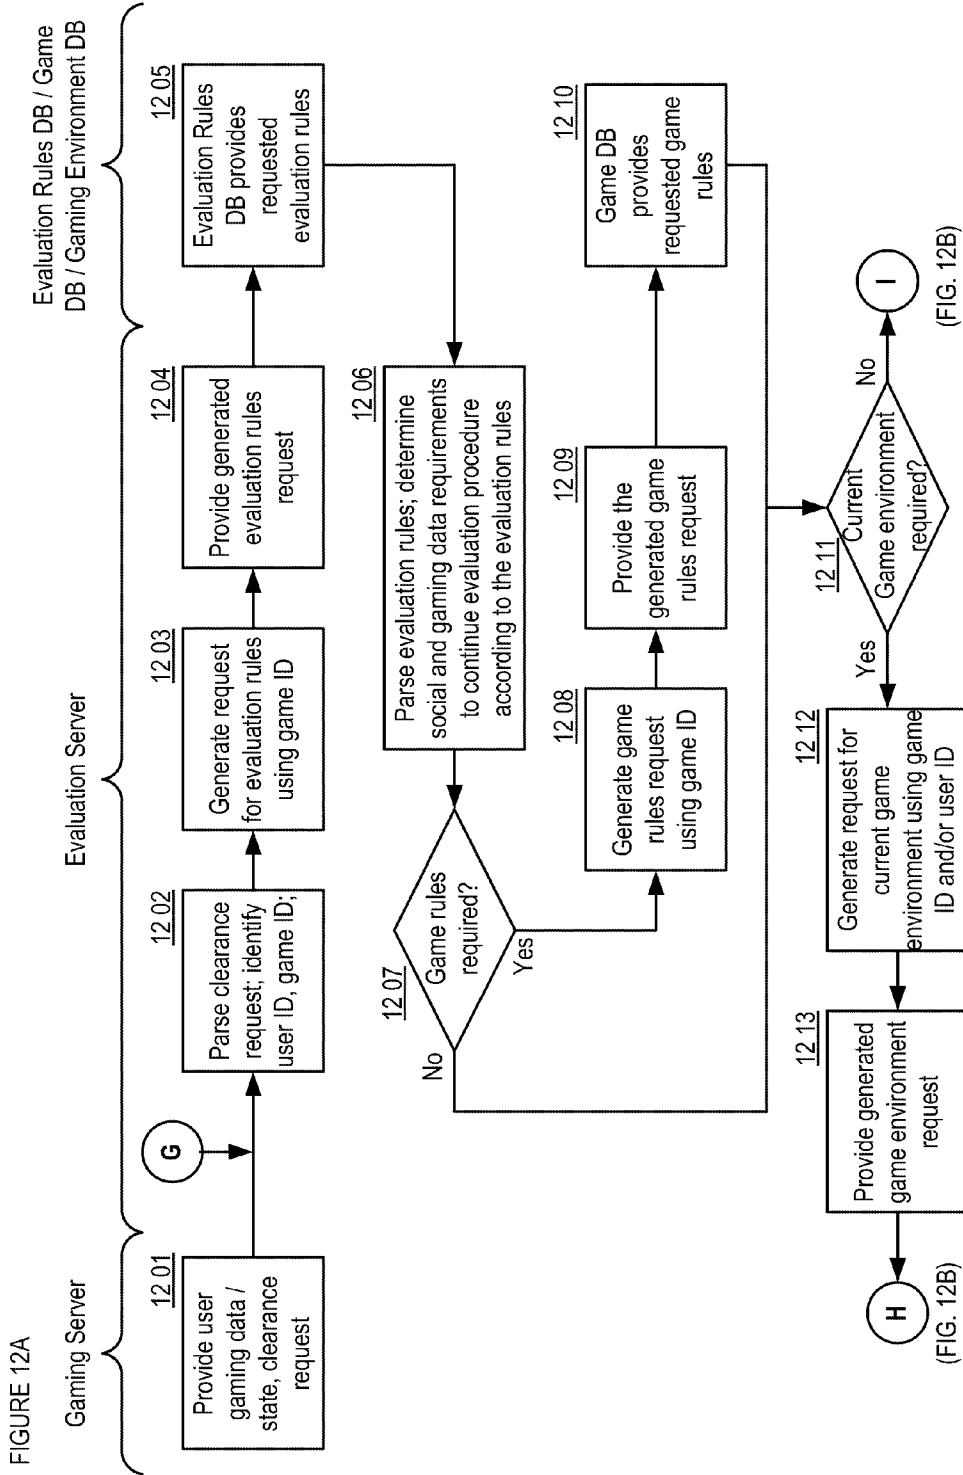 FIGURE 12A
Gaming Server
Evaluation Server
Evaluation Rules DB / Game
DB / Gaming Environment DB
12 01
Provide user
gaming data /
state, clearance
request
G
12 02
Parse clearance
request; identify
user ID, game ID;
12 03
Generate request
for evaluation rules
using game ID
12 04
Provide generated
evaluation rules
request
12 05
Evaluation Rules
DB provides
requested
evaluation rules
12 06
Parse evaluation rules; determine
social and gaming data requirements
to continue evaluation procedure
according to the evaluation rules
12 07
Game rules
required?
No
Yes
12 08
Generate game
rules request
using game ID
12 09
Provide the
generated game
rules request
12 10
Game DB
provides
requested game
rules
12 11
Current
Game environment
required?
No
I
(FIG. 12B)
Yes
12 12
Generate request for
current game
environment using game
ID and/or user ID
12 13
Provide generated
game environment
request
H
(FIG. 12B)